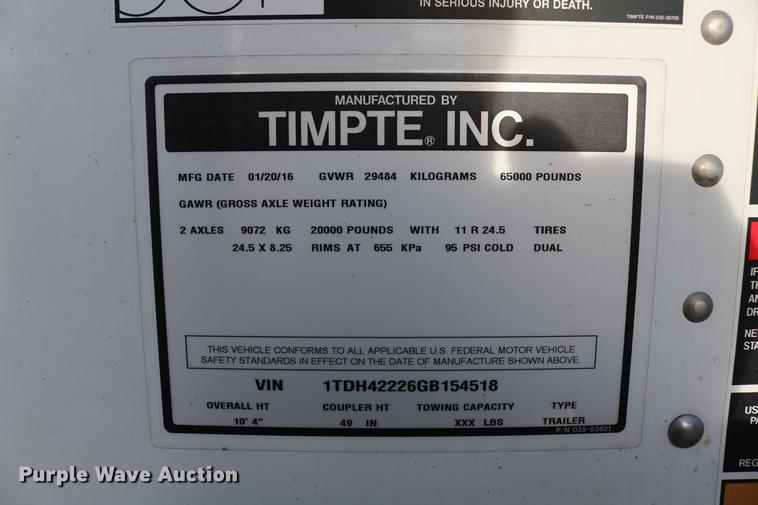 IN SERIOUS INJURY OR DEATH.
TIMPTE P/N 035-30705
MANUFACTURED BY
TIMPTE® INC.
MFG DATE 01/20/16 GVWR 29484 KILOGRAMS 65000 POUNDS
GAWR (GROSS AXLE WEIGHT RATING)
2 AXLES 9072 KG 20000 POUNDS WITH 11 R 24.5 TIRES
24.5 X 8.25 RIMS AT 655 KPa 95 PSI COLD DUAL
THIS VEHICLE CONFORMS TO ALL APPLICABLE U.S. FEDERAL MOTOR VEHICLE
SAFETY STANDARDS IN EFFECT ON THE DATE OF MANUFACTURE SHOWN ABOVE.
VIN 1TDH42226GB154518
OVERALL HT COUPLER HT TOWING CAPACITY TYPE
10' 4" 49 IN XXX LBS TRAILER
P/N 035-53621
Purple Wave Auction